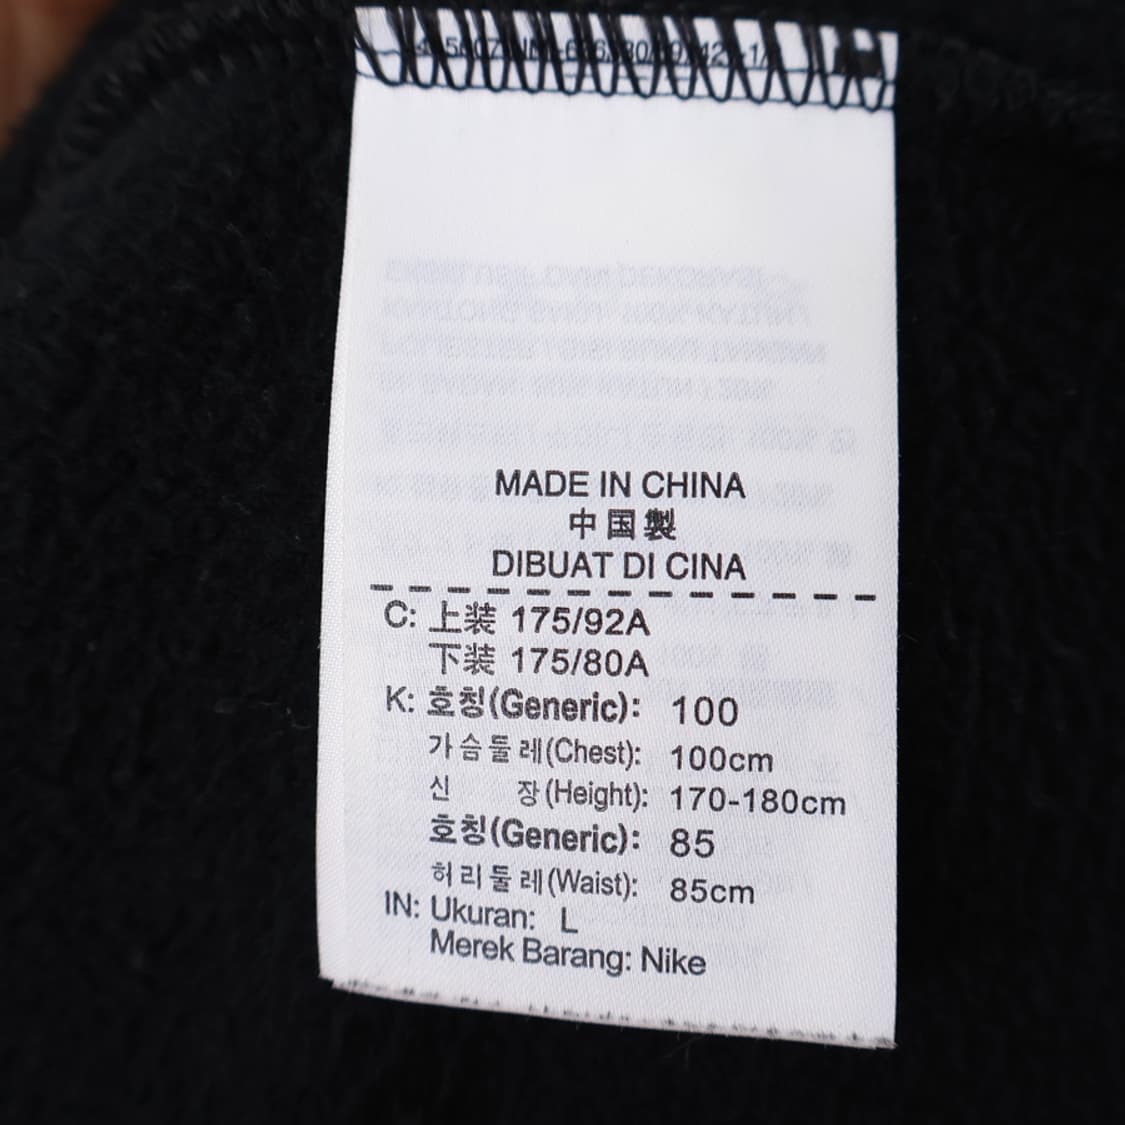 MADE IN CHINA
中国製
DIBUAT DI CINA
C: 上装 175/92A
下装 175/80A
K: 호칭(Generic): 100
가슴둘레(Chest): 100cm
신 장(Height): 170-180cm
호칭(Generic): 85
허리둘레(Waist): 85cm
IN: Ukuran: L
Merek Barang: Nike